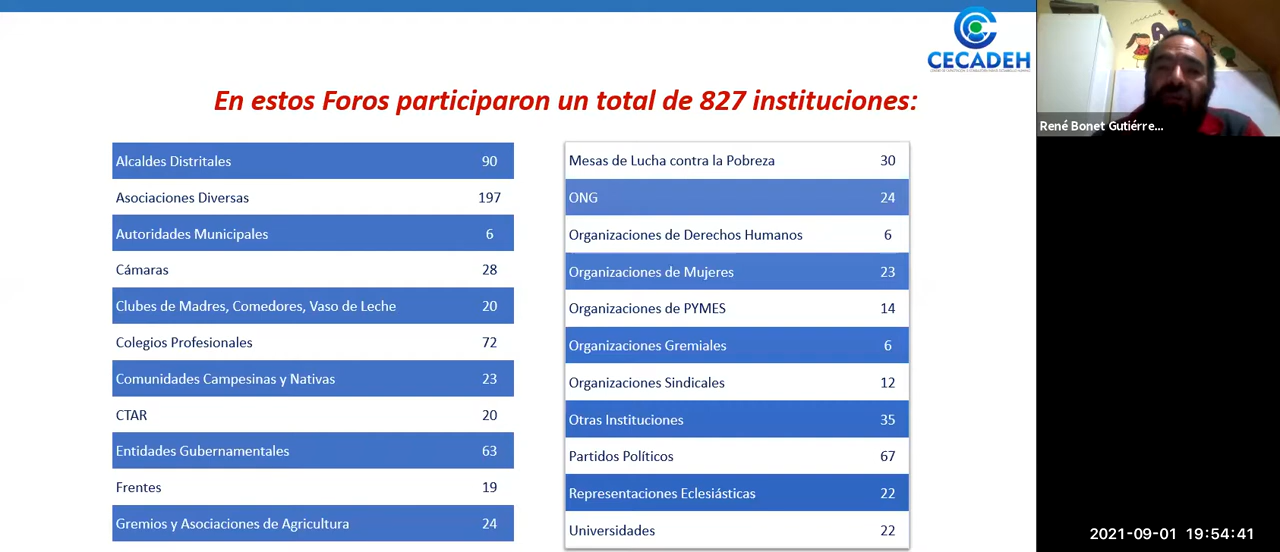 CECADEH
En estos Foros participaron un total de 827 instituciones:
Alcaldes Distritales 90
Asociaciones Diversas 197
Autoridades Municipales 6
Cámaras 28
Clubes de Madres, Comedores, Vaso de Leche 20
Colegios Profesionales 72
Comunidades Campesinas y Nativas 23
CTAR 20
Entidades Gubernamentales 63
Frentes 19
Gremios y Asociaciones de Agricultura 24
Mesas de Lucha contra la Pobreza 30
ONG 24
Organizaciones de Derechos Humanos 6
Organizaciones de Mujeres 23
Organizaciones de PYMES 14
Organizaciones Gremiales 6
Organizaciones Sindicales 12
Otras Instituciones 35
Partidos Políticos 67
Representaciones Eclesiásticas 22
Universidades 22
René Bonet Gutiérre...
2021-09-01 19:54:41